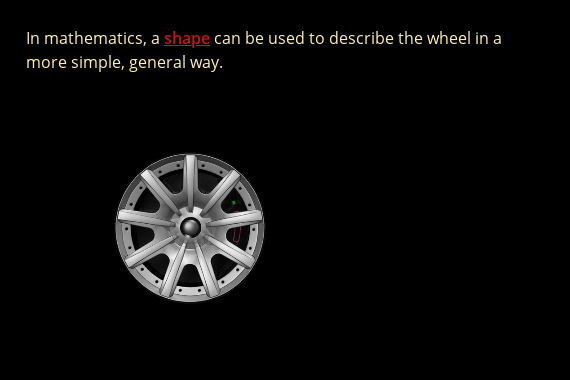 In mathematics, a shape can be used to describe the wheel in a
more simple, general way.